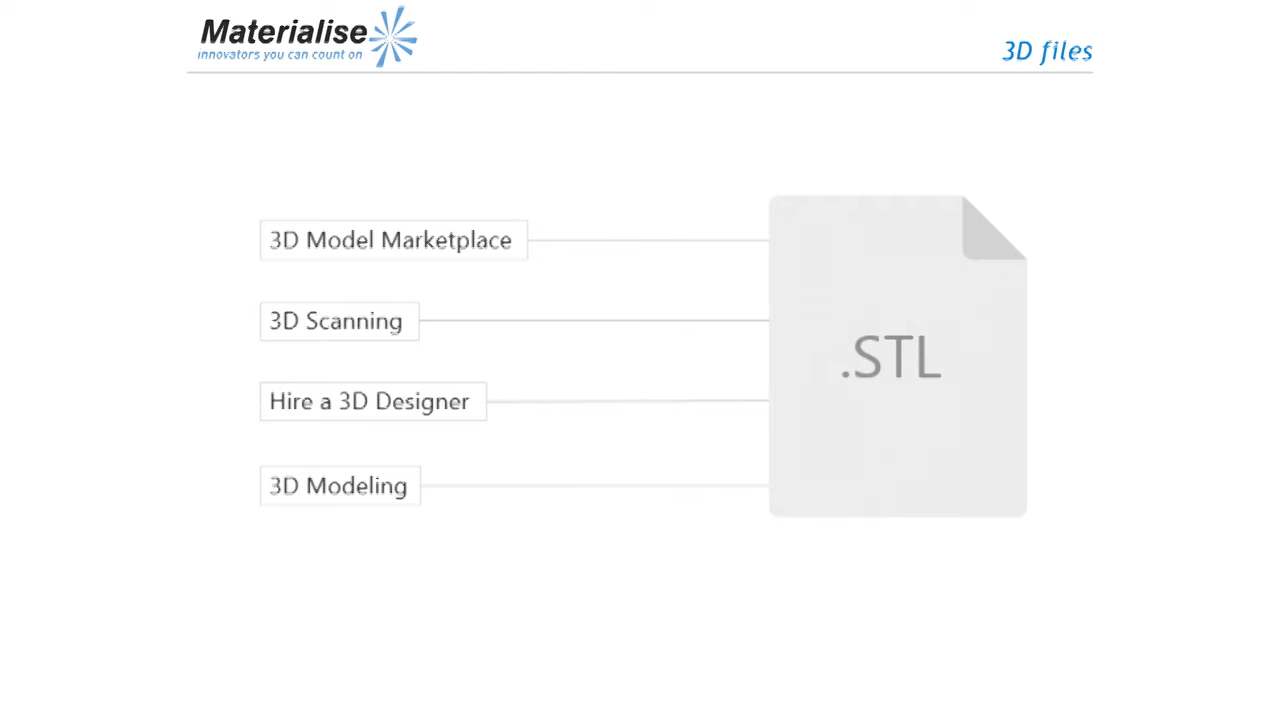 Materialise
innovators you can count on
3D files
3D Model Marketplace
3D Scanning
Hire a 3D Designer
3D Modeling
.STL